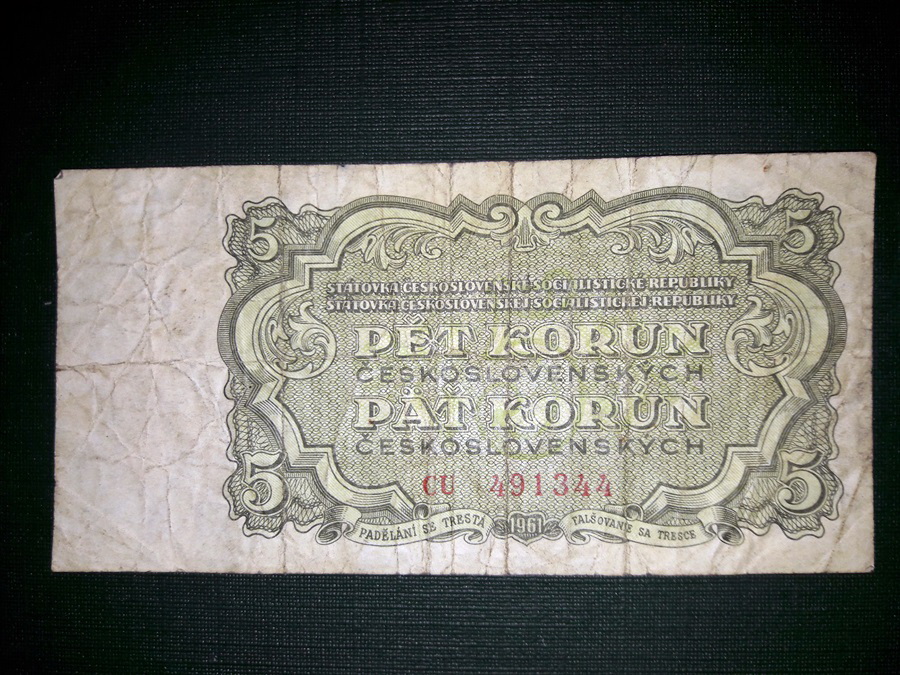 5 5
STÁTOVKA ČESKOSLOVENSKÉ SOCIALISTICKÉ REPUBLIKY
ŠTÁTOVKA ČESKOSLOVENSKEJ SOCIALISTICKEJ REPUBLIKY
PĚT KORUN
ČESKOSLOVENSKÝCH
PÄŤ KORÚN
ČESKOSLOVENSKÝCH
5 5
CU 491344
PADĚLÁNÍ SE TRESTÁ 1961 FALŠOVANIE SA TRESCE